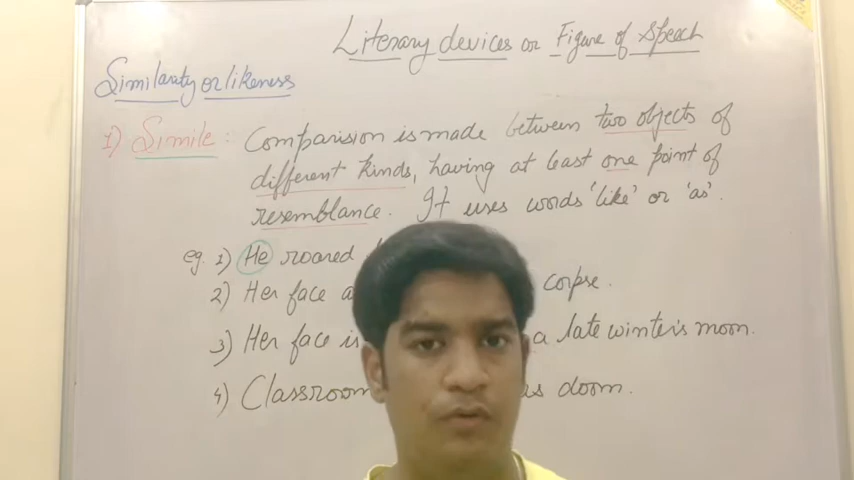 Literary devices or Figure of Speech
Similarity or likeness
1) Simile : Comparision is made between two objects of
different kinds, having at least one point of
resemblance. It uses words 'like' or 'as'.
eg. 1) He roared
2) Her face a corpse.
3) Her face is a late winter's moon.
4) Classroom as doom.